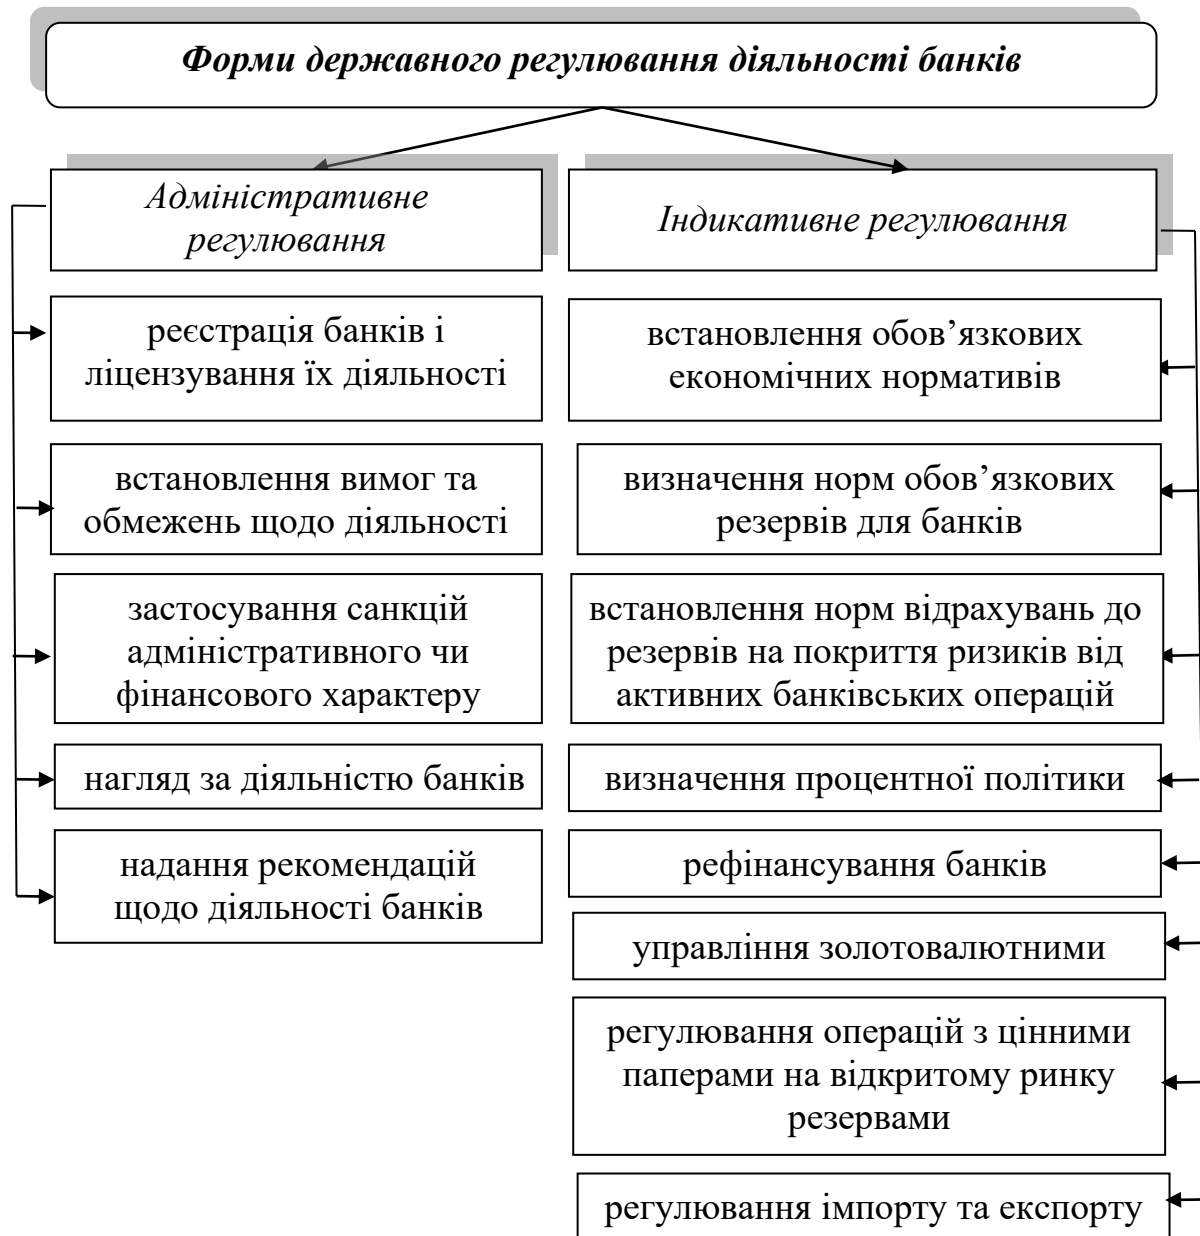 Форми державного регулювання діяльності банків
Адміністративне
регулювання
реєстрація банків і
ліцензування їх діяльності
встановлення вимог та
обмежень щодо діяльності
застосування санкцій
адміністративного чи
фінансового характеру
нагляд за діяльністю банків
надання рекомендацій
щодо діяльності банків
Індикативне регулювання
встановлення обов’язкових
економічних нормативів
визначення норм обов’язкових
резервів для банків
встановлення норм відрахувань до
резервів на покриття ризиків від
активних банківських операцій
визначення процентної політики
рефінансування банків
управління золотовалютними
регулювання операцій з цінними
паперами на відкритому ринку
резервами
регулювання імпорту та експорту